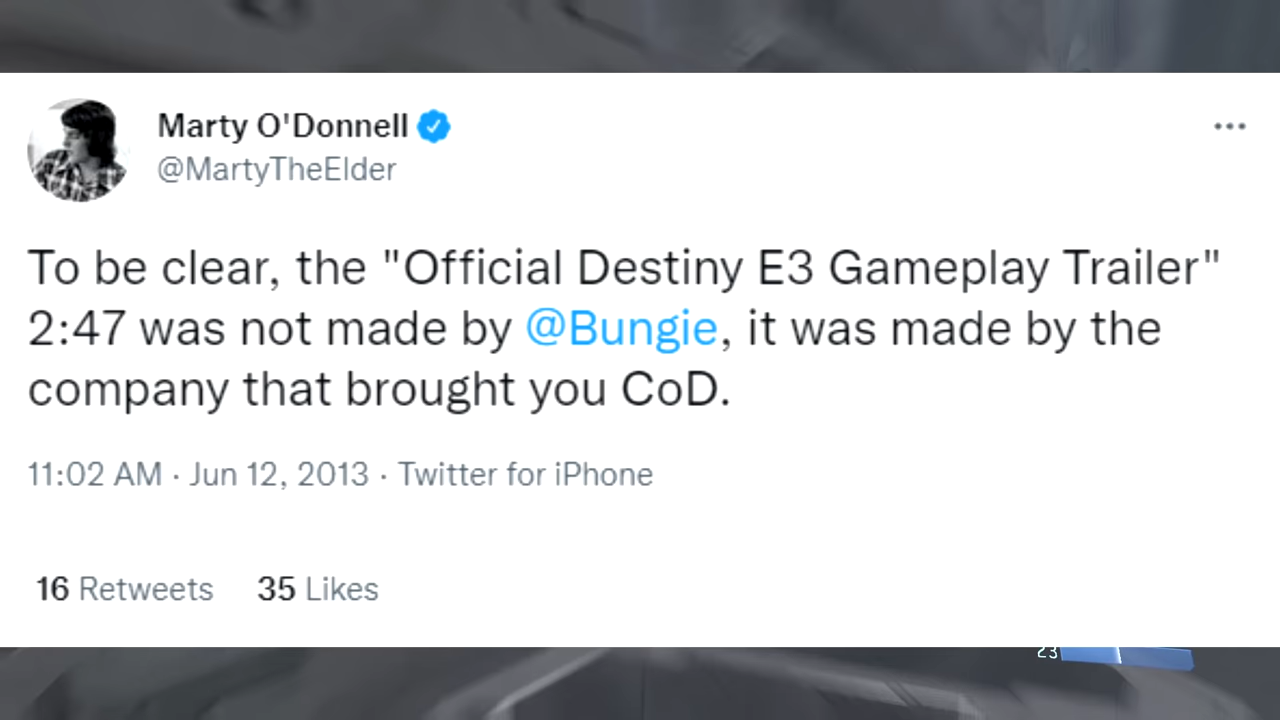 Marty O'Donnell
@MartyTheElder
To be clear, the "Official Destiny E3 Gameplay Trailer"
2:47 was not made by @Bungie, it was made by the
company that brought you CoD.
11:02 AM · Jun 12, 2013 · Twitter for iPhone
16 Retweets 35 Likes
23